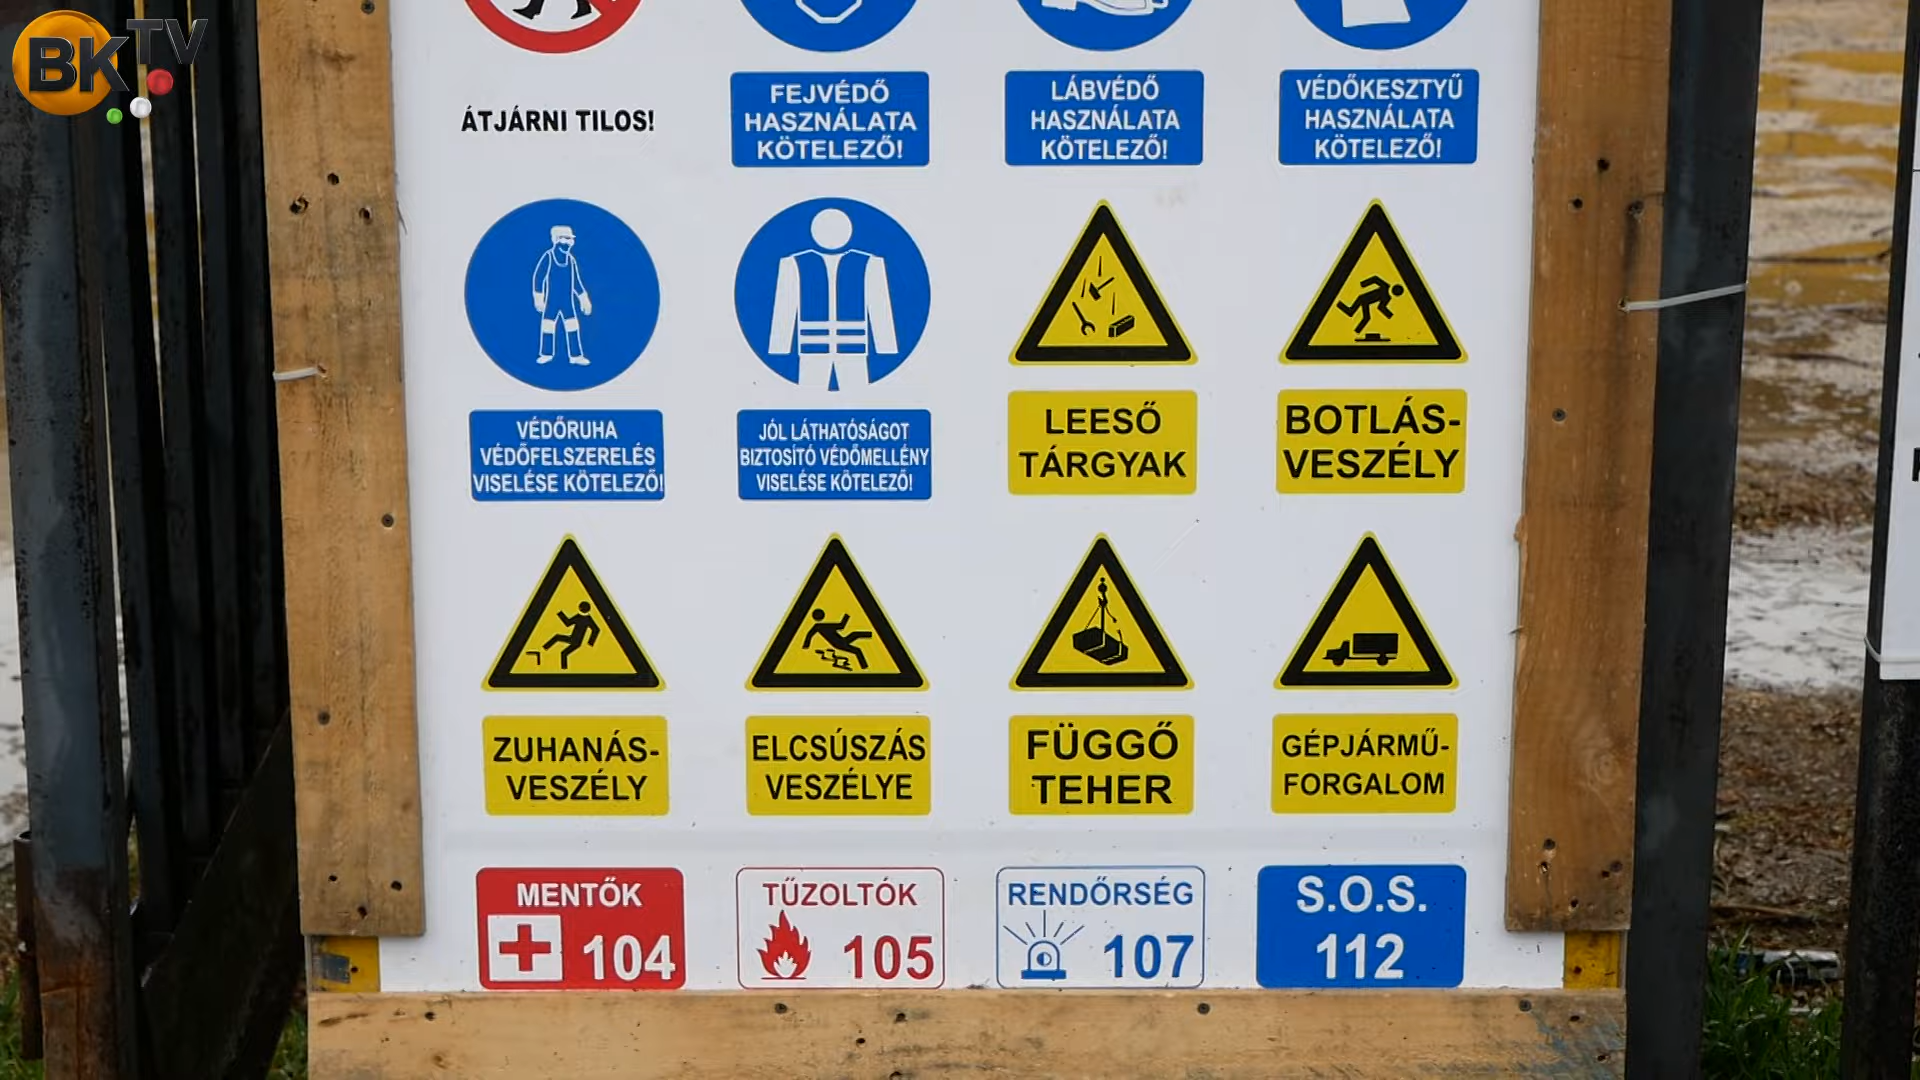 BKTV
ÁTJÁRNI TILOS!
FEJVÉDŐ
HASZNÁLATA
KÖTELEZŐ!
LÁBVÉDŐ
HASZNÁLATA
KÖTELEZŐ!
VÉDŐKESZTYŰ
HASZNÁLATA
KÖTELEZŐ!
VÉDŐRUHA
VÉDŐFELSZERELÉS
VISELÉSE KÖTELEZŐ!
JÓL LÁTHATÓSÁGOT
BIZTOSÍTÓ VÉDŐMELLÉNY
VISELÉSE KÖTELEZŐ!
LEESŐ
TÁRGYAK
BOTLÁS-
VESZÉLY
ZUHANÁS-
VESZÉLY
ELCSÚSZÁS
VESZÉLYE
FÜGGŐ
TEHER
GÉPJÁRMŰ-
FORGALOM
MENTŐK
104
TŰZOLTÓK
105
RENDŐRSÉG
107
S.O.S.
112